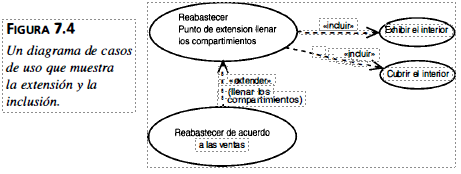 FIGURA 7.4
Un diagrama de casos
de uso que muestra
la extensión y la
inclusión.
Reabastecer
Punto de extension llenar
los compartimientos
«incluir»
Exhibir el interior
«incluir»
Cubrir el interior
«extender»
(llenar los
compartimientos)
Reabastecer de acuerdo
a las ventas